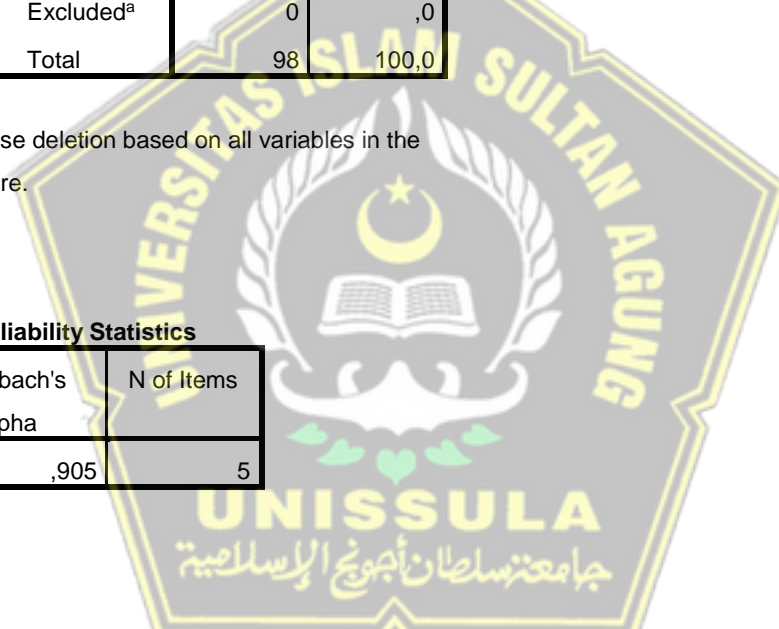 Excludedᵃ 0 ,0
Total 98 100,0
se deletion based on all variables in the
re.
liability Statistics
bach's N of Items
pha
,905 5
UNIVERSITAS ISLAM SULTAN AGUNG
UNISSULA
جامعة سلطان أجونج الإسلامية